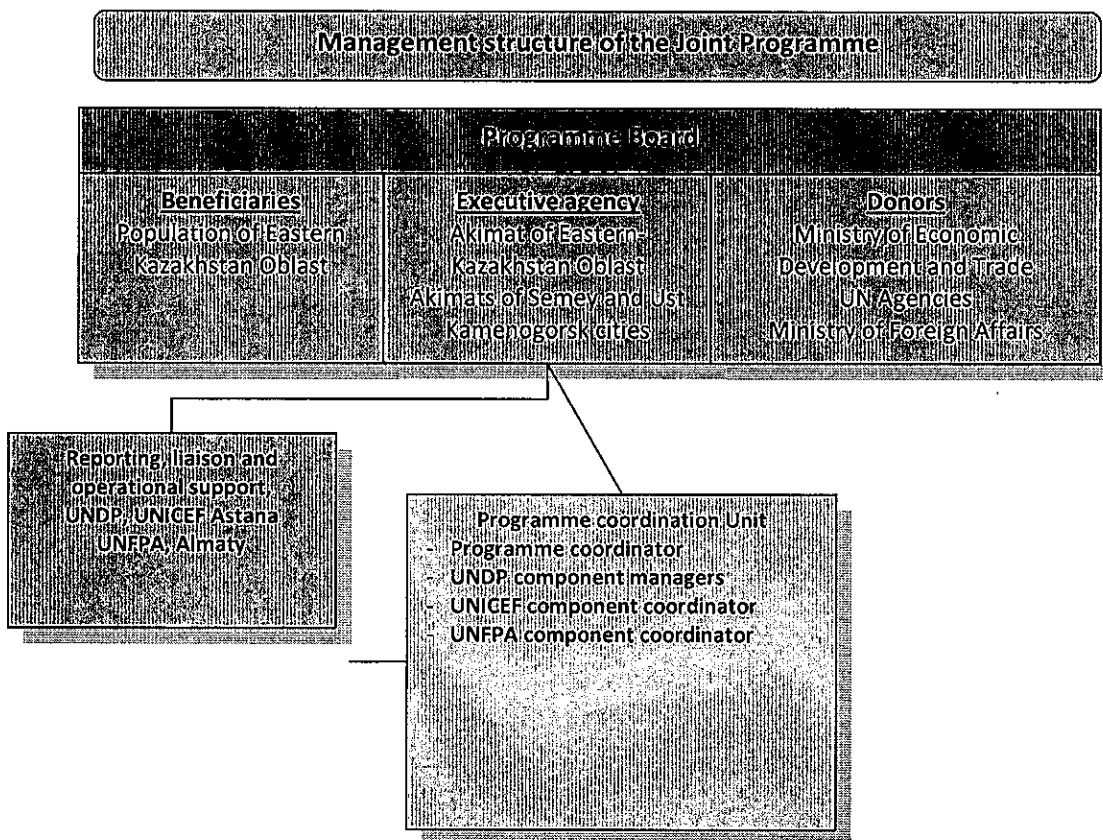 Management structure of the Joint Programme
Programme Board
Beneficiaries
Population of Eastern
Kazakhstan Oblast
Executive agency
Akimat of Eastern-
Kazakhstan Oblast
Akimats of Semey and Ust
Kamenogorsk cities
Donors
Ministry of Economic
Development and Trade
UN Agencies
Ministry of Foreign Affairs
Reporting, liaison and
operational support,
UNDP, UNICEF Astana
UNFPA, Almaty
Programme coordination Unit
- Programme coordinator
- UNDP component managers
- UNICEF component coordinator
- UNFPA component coordinator